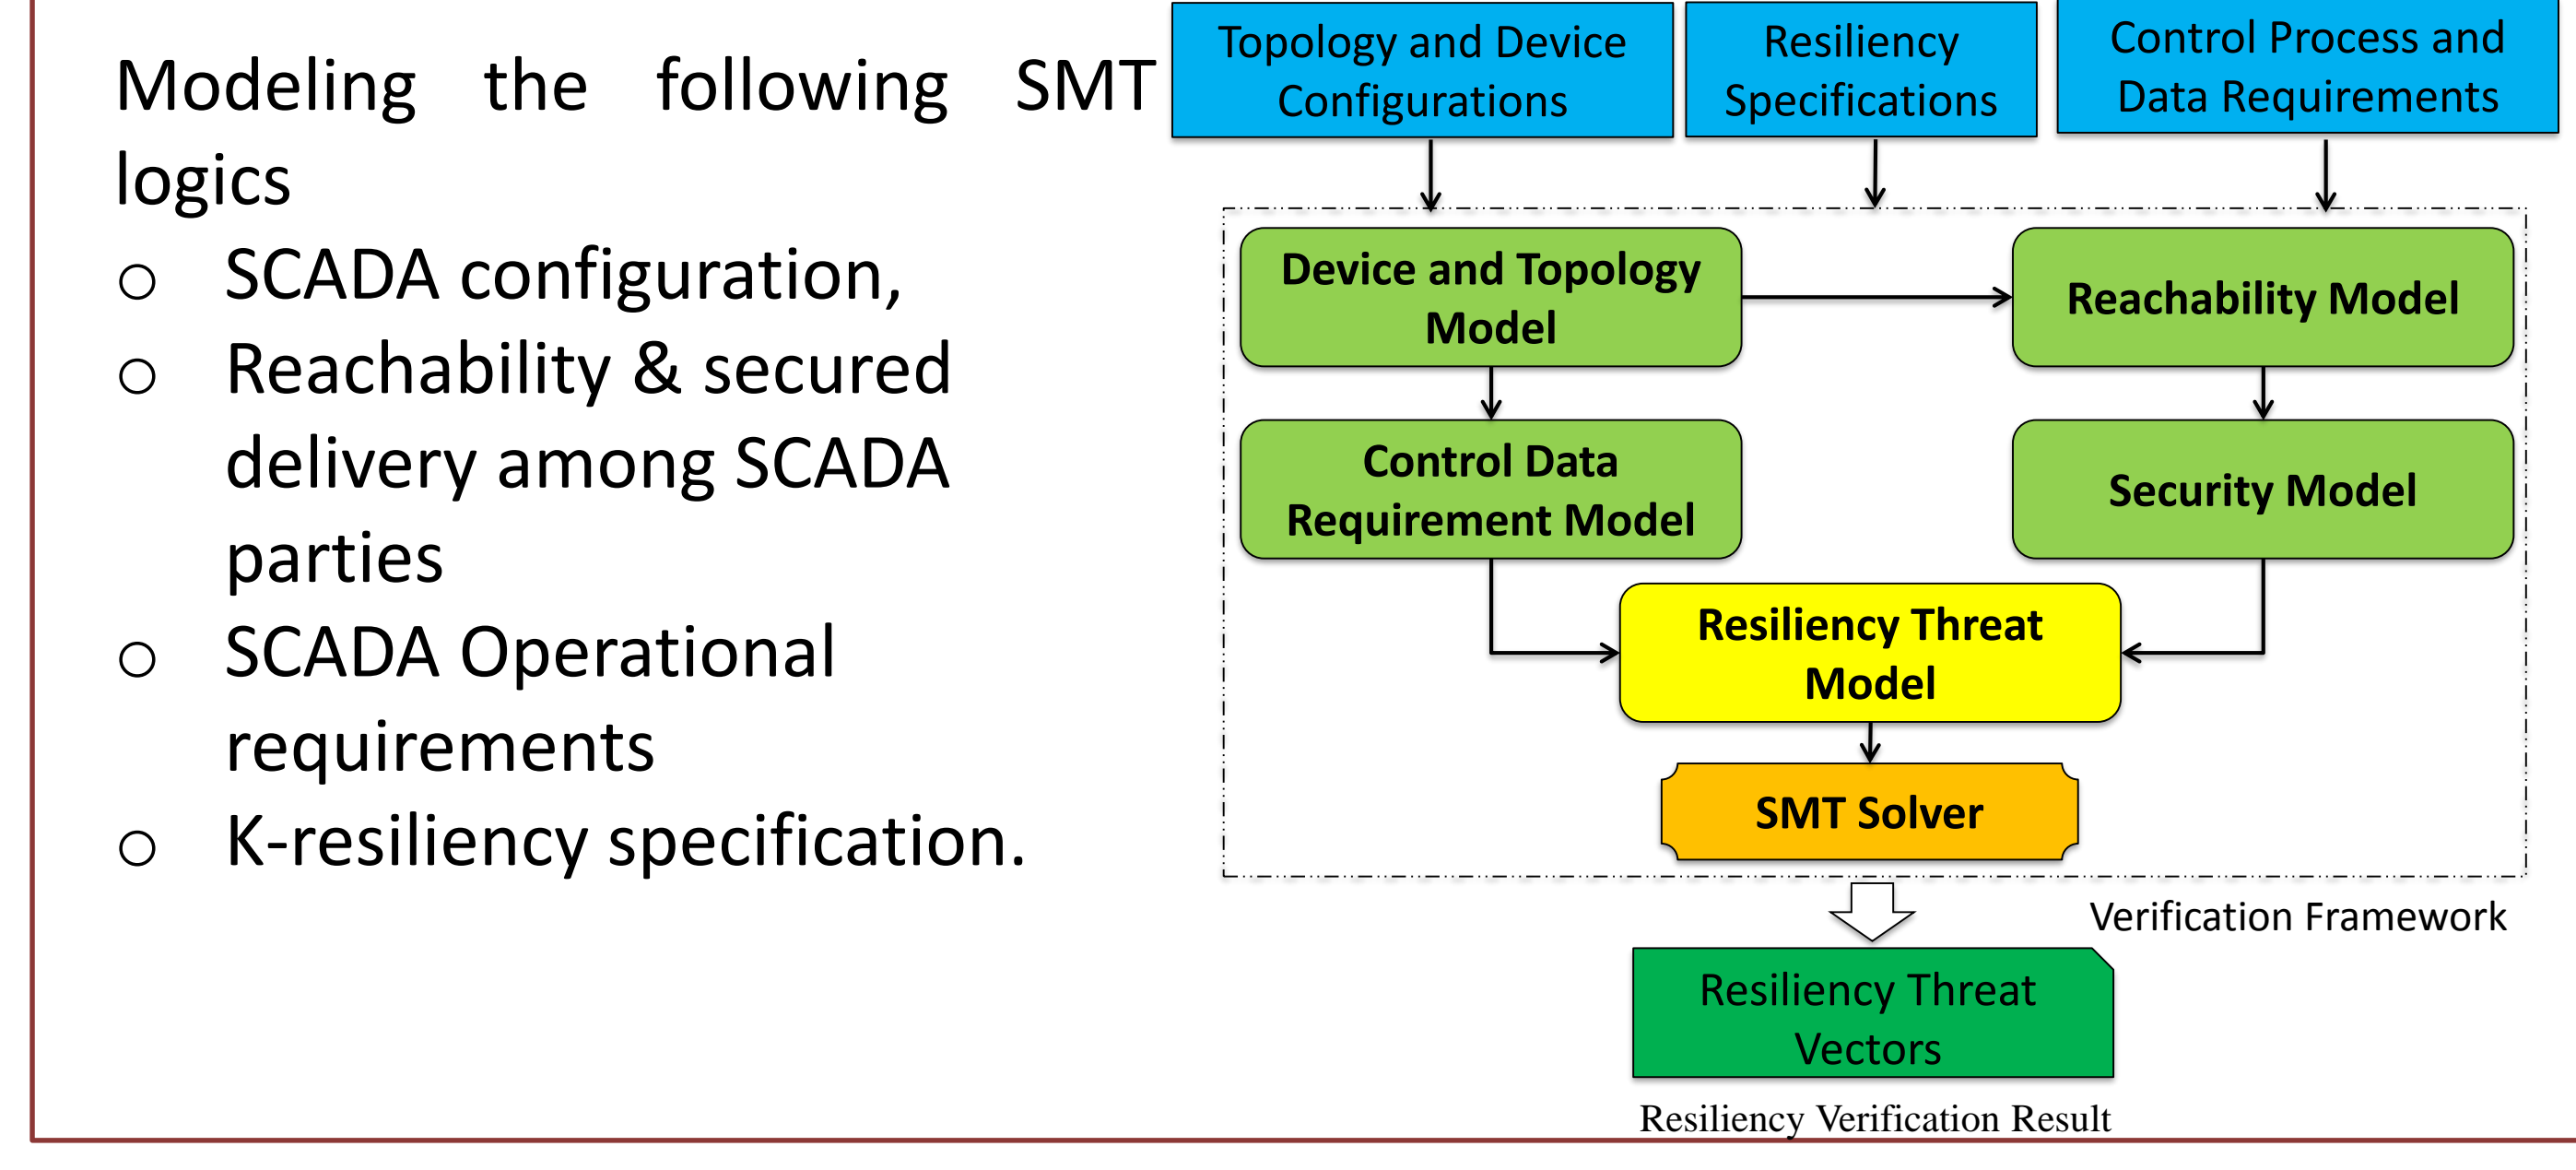 Modeling the following SMT
logics
o SCADA configuration,
o Reachability & secured
delivery among SCADA
parties
o SCADA Operational
requirements
o K-resiliency specification.
Topology and Device
Configurations
Resiliency
Specifications
Control Process and
Data Requirements
Device and Topology
Model
Reachability Model
Control Data
Requirement Model
Security Model
Resiliency Threat
Model
SMT Solver
Verification Framework
Resiliency Threat
Vectors
Resiliency Verification Result